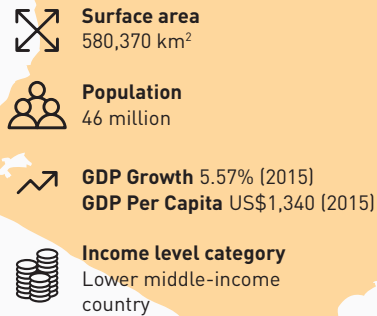 Surface area
580,370 km²
Population
46 million
GDP Growth 5.57% (2015)
GDP Per Capita US$1,340 (2015)
Income level category
Lower middle-income
country